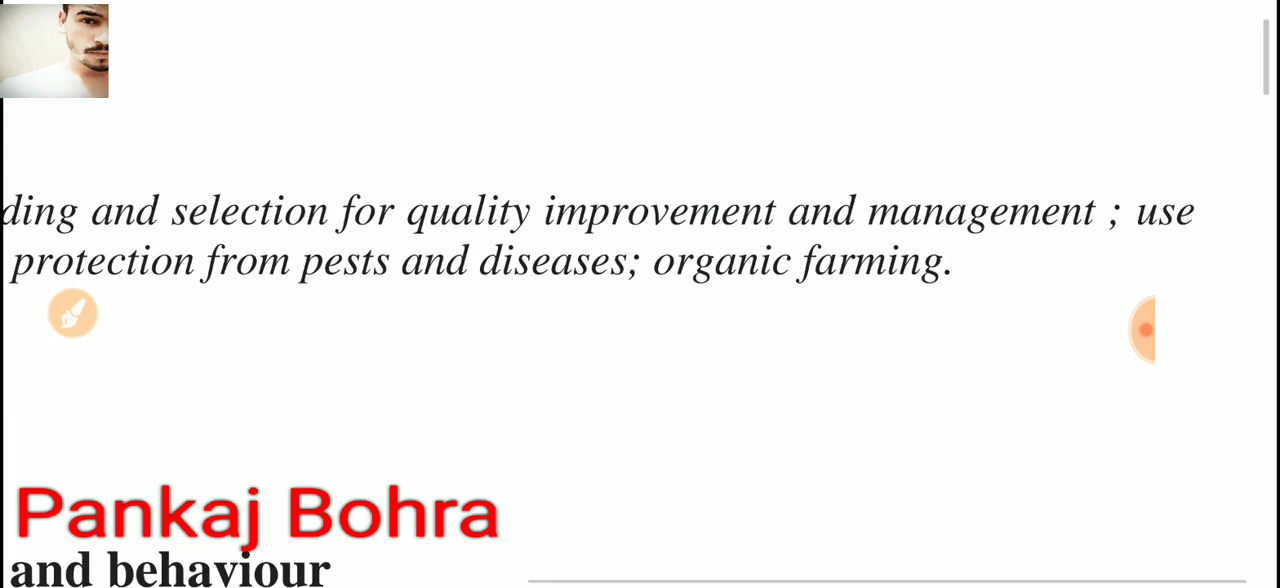 ding and selection for quality improvement and management ; use
protection from pests and diseases; organic farming.
Pankaj Bohra
and behaviour